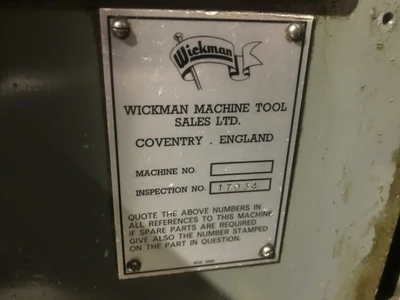 Wickman
WICKMAN MACHINE TOOL
SALES LTD.
COVENTRY . ENGLAND
MACHINE NO.
INSPECTION NO. 17934
QUOTE THE ABOVE NUMBERS IN
ALL REFERENCES TO THIS MACHINE
IF SPARE PARTS ARE REQUIRED
GIVE ALSO THE NUMBER STAMPED
ON THE PART IN QUESTION.